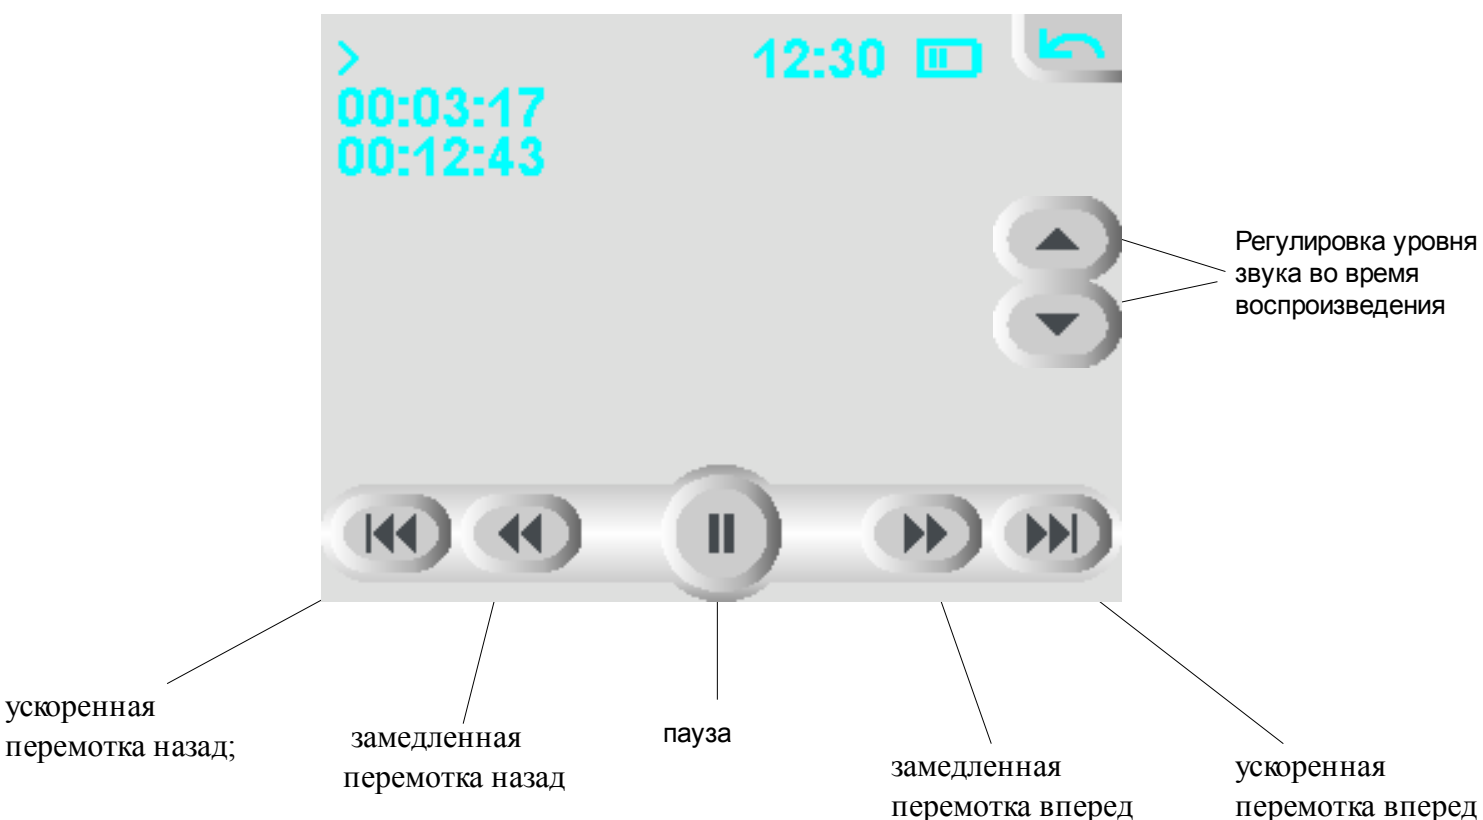 >
12:30
00:03:17
00:12:43
Регулировка уровня
звука во время
воспроизведения
ускоренная
перемотка назад;
замедленная
перемотка назад
пауза
замедленная
перемотка вперед
ускоренная
перемотка вперед